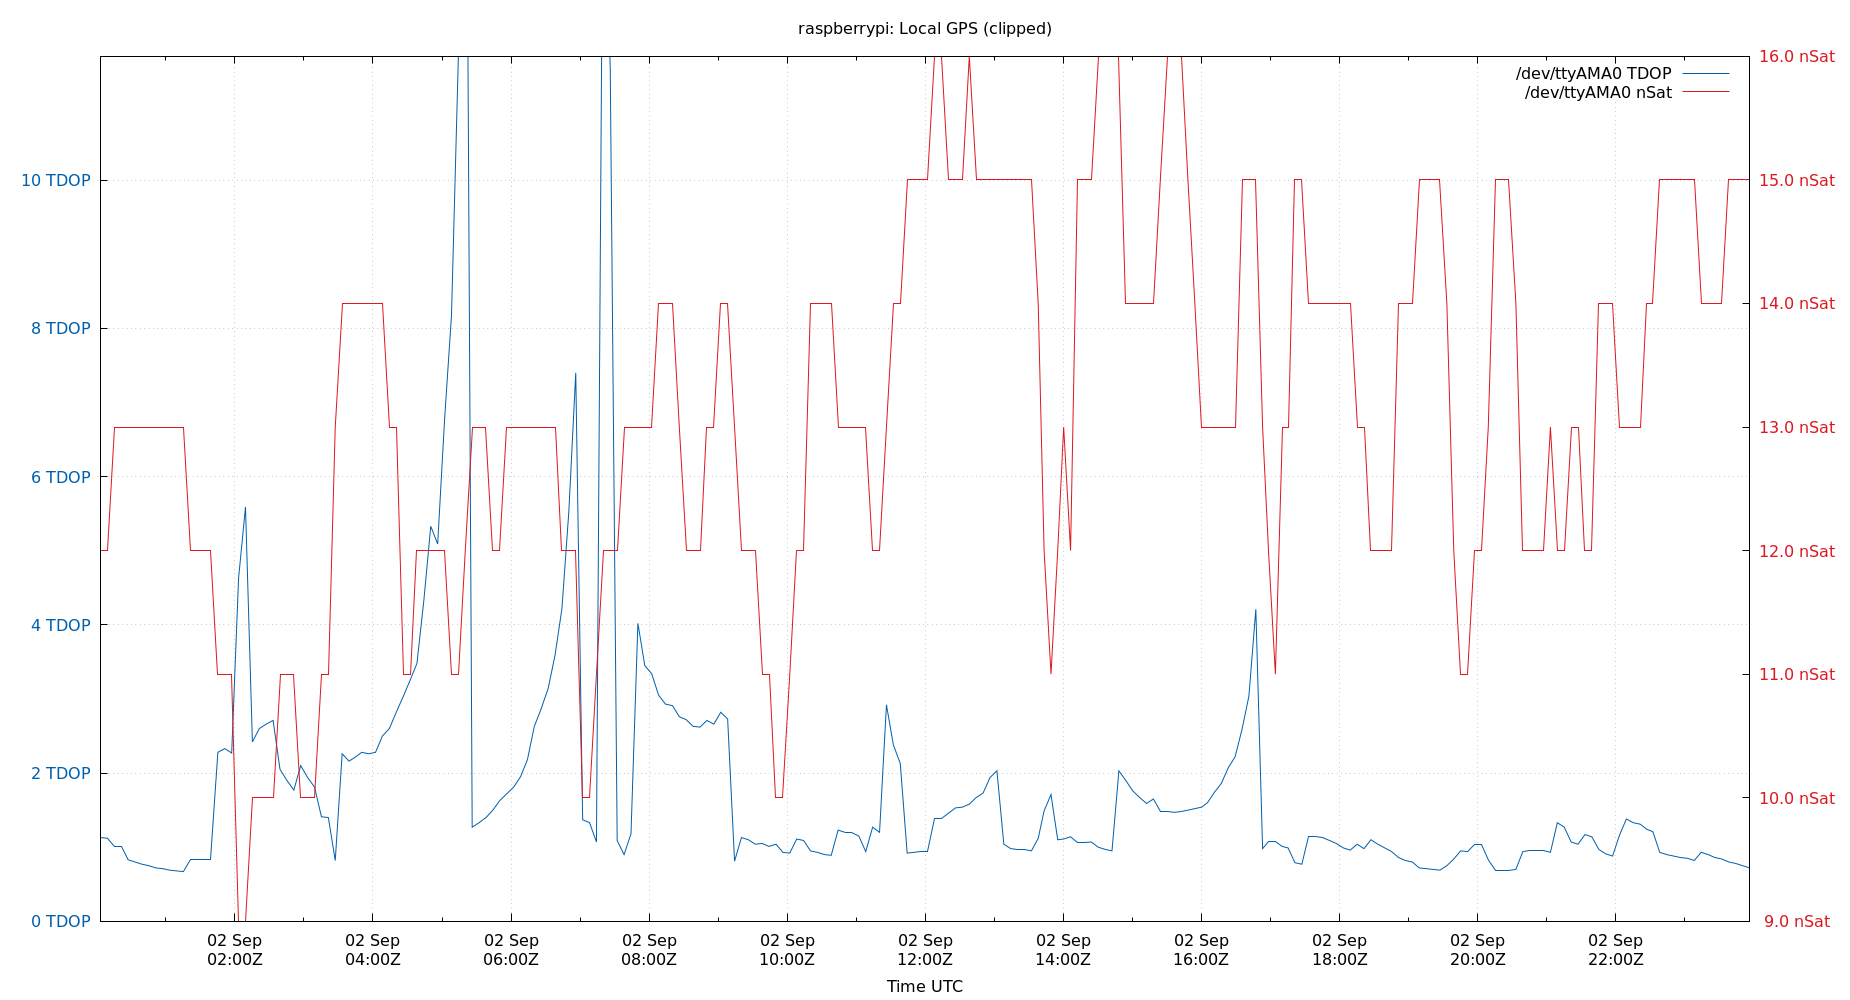 raspberrypi: Local GPS (clipped)
/dev/ttyAMA0 TDOP
/dev/ttyAMA0 nSat
10 TDOP
8 TDOP
6 TDOP
4 TDOP
2 TDOP
0 TDOP
16.0 nSat
15.0 nSat
14.0 nSat
13.0 nSat
12.0 nSat
11.0 nSat
10.0 nSat
9.0 nSat
02 Sep
02:00Z
02 Sep
04:00Z
02 Sep
06:00Z
02 Sep
08:00Z
02 Sep
10:00Z
02 Sep
12:00Z
02 Sep
14:00Z
02 Sep
16:00Z
02 Sep
18:00Z
02 Sep
20:00Z
02 Sep
22:00Z
Time UTC